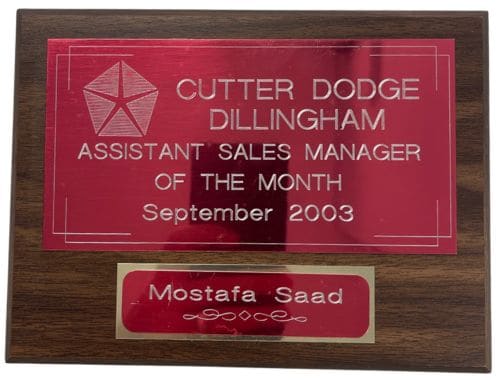 CUTTER DODGE
DILLINGHAM
ASSISTANT SALES MANAGER
OF THE MONTH
September 2003
Mostafa Saad